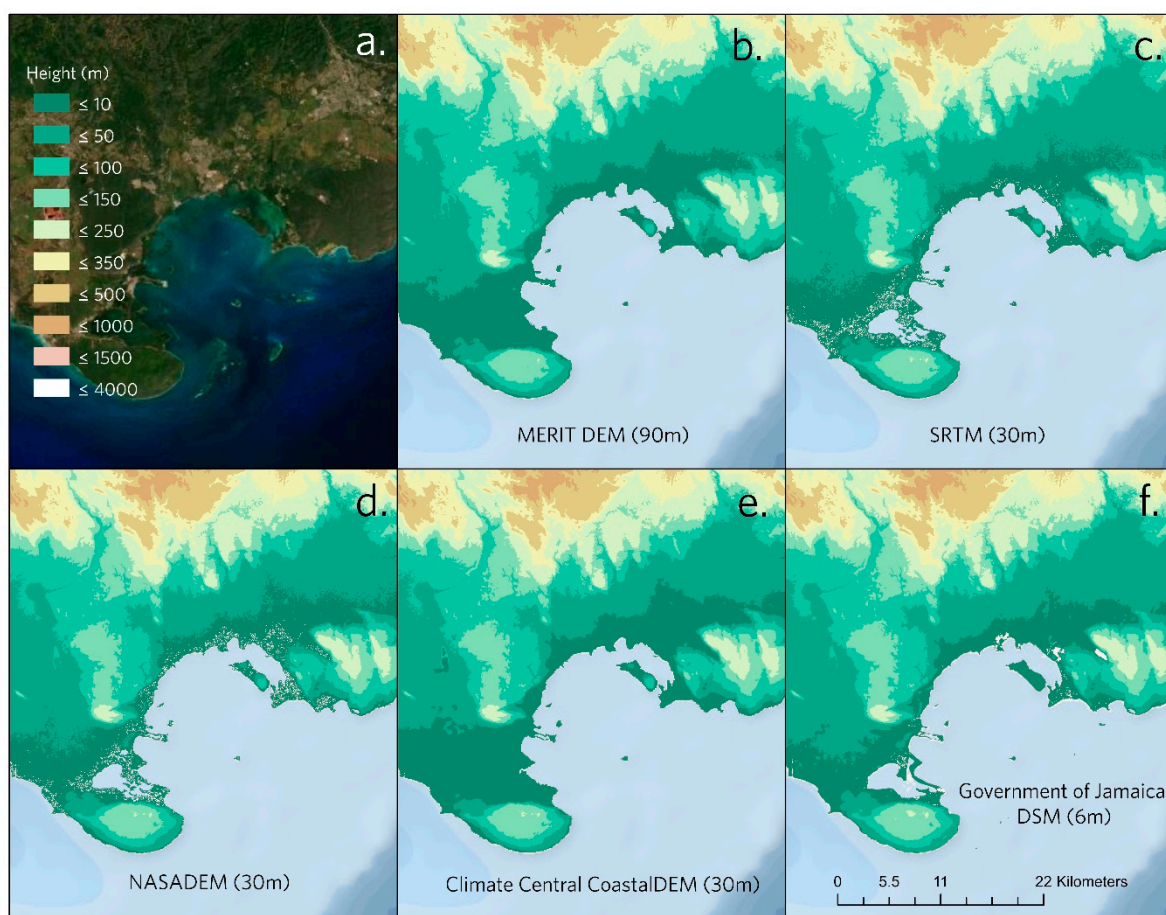 a.
Height (m)
≤ 10
≤ 50
≤ 100
≤ 150
≤ 250
≤ 350
≤ 500
≤ 1000
≤ 1500
≤ 4000
b.
MERIT DEM (90m)
c.
SRTM (30m)
d.
NASADEM (30m)
e.
Climate Central CoastalDEM (30m)
f.
Government of Jamaica
DSM (6m)
0 5.5 11 22 Kilometers